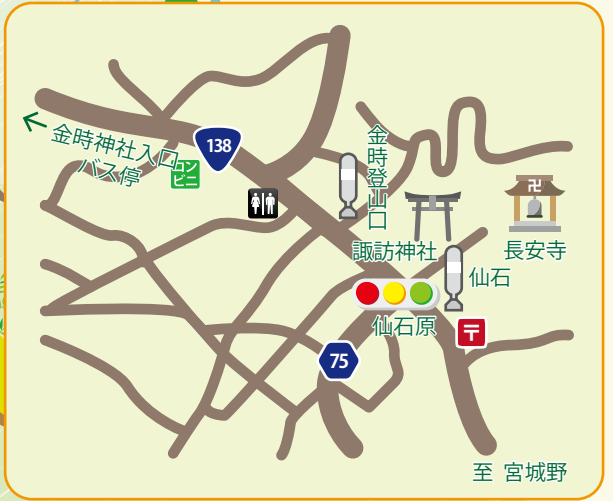 金時神社入口
バス停
138
コン
ビニ
金時登山口
諏訪神社
長安寺
仙石
仙石原
〒
75
至 宮城野